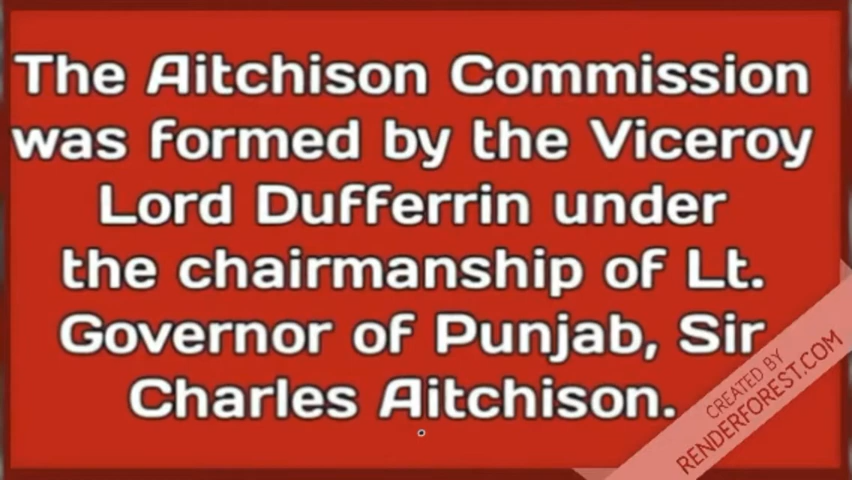 The Aitchison Commission
was formed by the Viceroy
Lord Dufferrin under
the chairmanship of Lt.
Governor of Punjab, Sir
Charles Aitchison.
CREATED BY
RENDERFOREST.COM